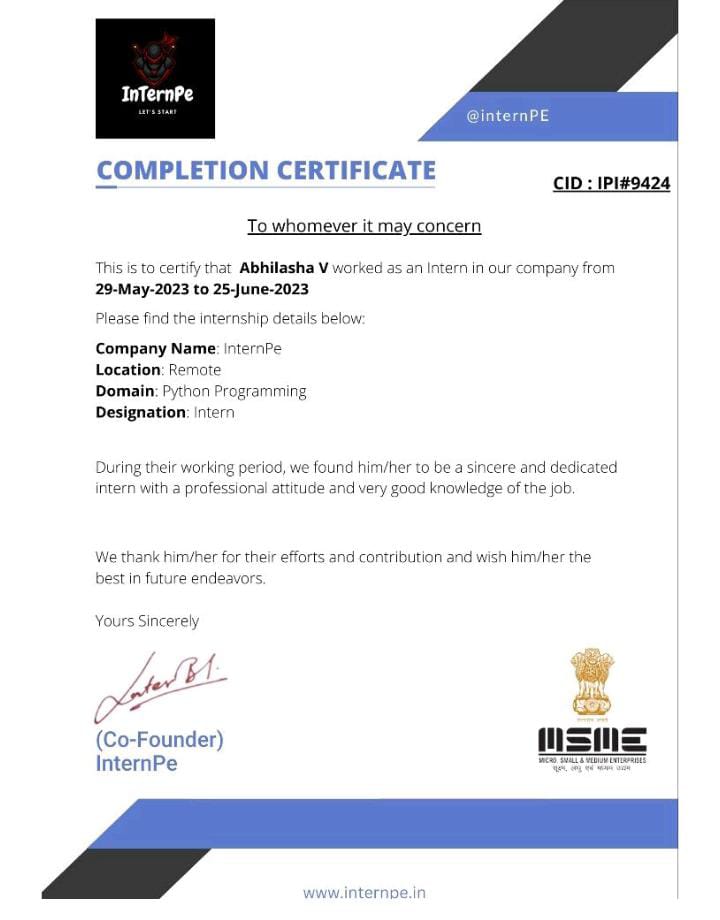 InTernPe
LET'S START
@internPE
COMPLETION CERTIFICATE
CID : IPI#9424
To whomever it may concern
This is to certify that Abhilasha V worked as an Intern in our company from
29-May-2023 to 25-June-2023
Please find the internship details below:
Company Name: InternPe
Location: Remote
Domain: Python Programming
Designation: Intern
During their working period, we found him/her to be a sincere and dedicated
intern with a professional attitude and very good knowledge of the job.
We thank him/her for their efforts and contribution and wish him/her the
best in future endeavors.
Yours Sincerely
(Co-Founder)
InternPe
सत्यमेव जयते
MSME
MICRO, SMALL & MEDIUM ENTERPRISES
सूक्ष्म, लघु एवं मध्यम उद्यम
www.internpe.in